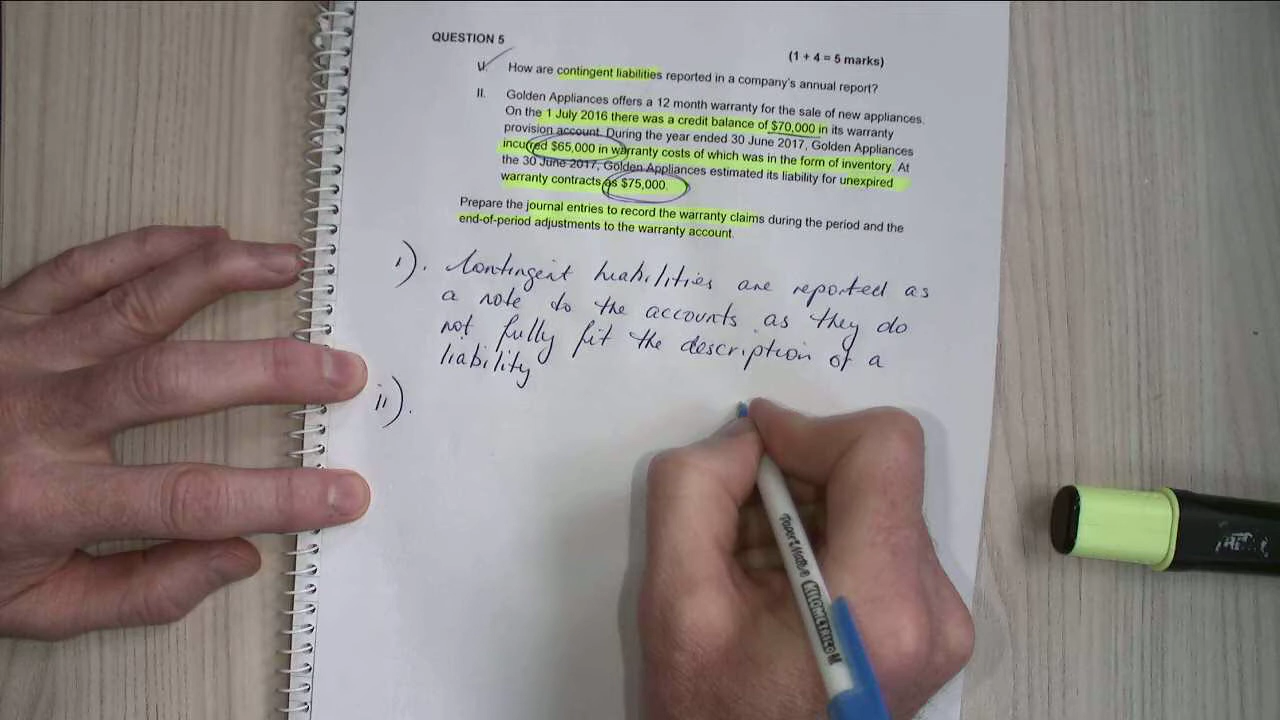 QUESTION 5
(1 + 4 = 5 marks)
How are contingent liabilities reported in a company's annual report?
II. Golden Appliances offers a 12 month warranty for the sale of new appliances.
On the 1 July 2016 there was a credit balance of $70,000 in its warranty
provision account. During the year ended 30 June 2017, Golden Appliances
incurred $65,000 in warranty costs of which was in the form of inventory. At
the 30 June 2017, Golden Appliances estimated its liability for unexpired
warranty contracts as $75,000.
Prepare the journal entries to record the warranty claims during the period and the
end-of-period adjustments to the warranty account.
i). Contingent liabilities are reported as
a note to the accounts as they do
not fully fit the description of a
liability
ii).
Paper Mate KILOMETRICO M